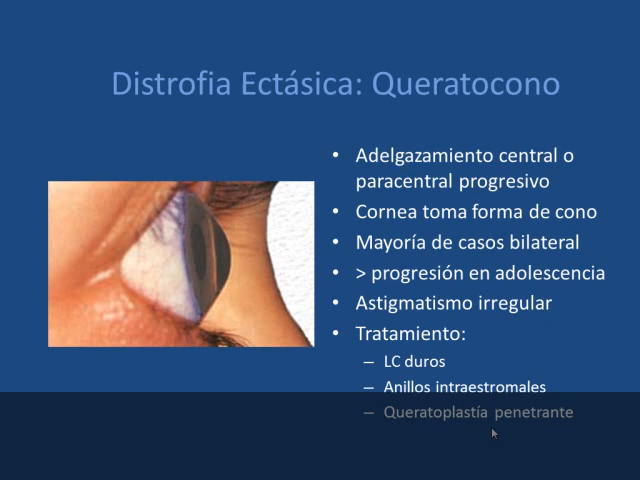 Distrofia Ectásica: Queratocono
• Adelgazamiento central o
paracentral progresivo
• Cornea toma forma de cono
• Mayoría de casos bilateral
• > progresión en adolescencia
• Astigmatismo irregular
• Tratamiento:
– LC duros
– Anillos intraestromales
– Queratoplastía penetrante